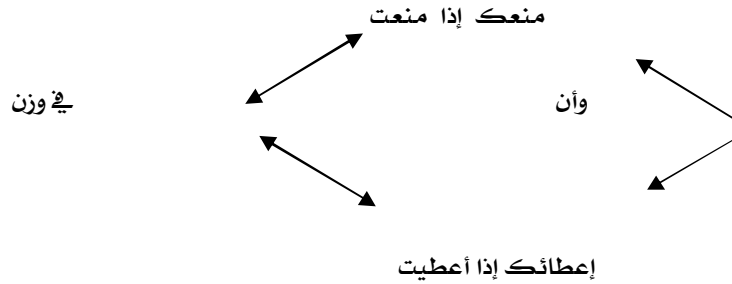 منعك إذا منعت
وأن
في وزن
إعطائك إذا أعطيت